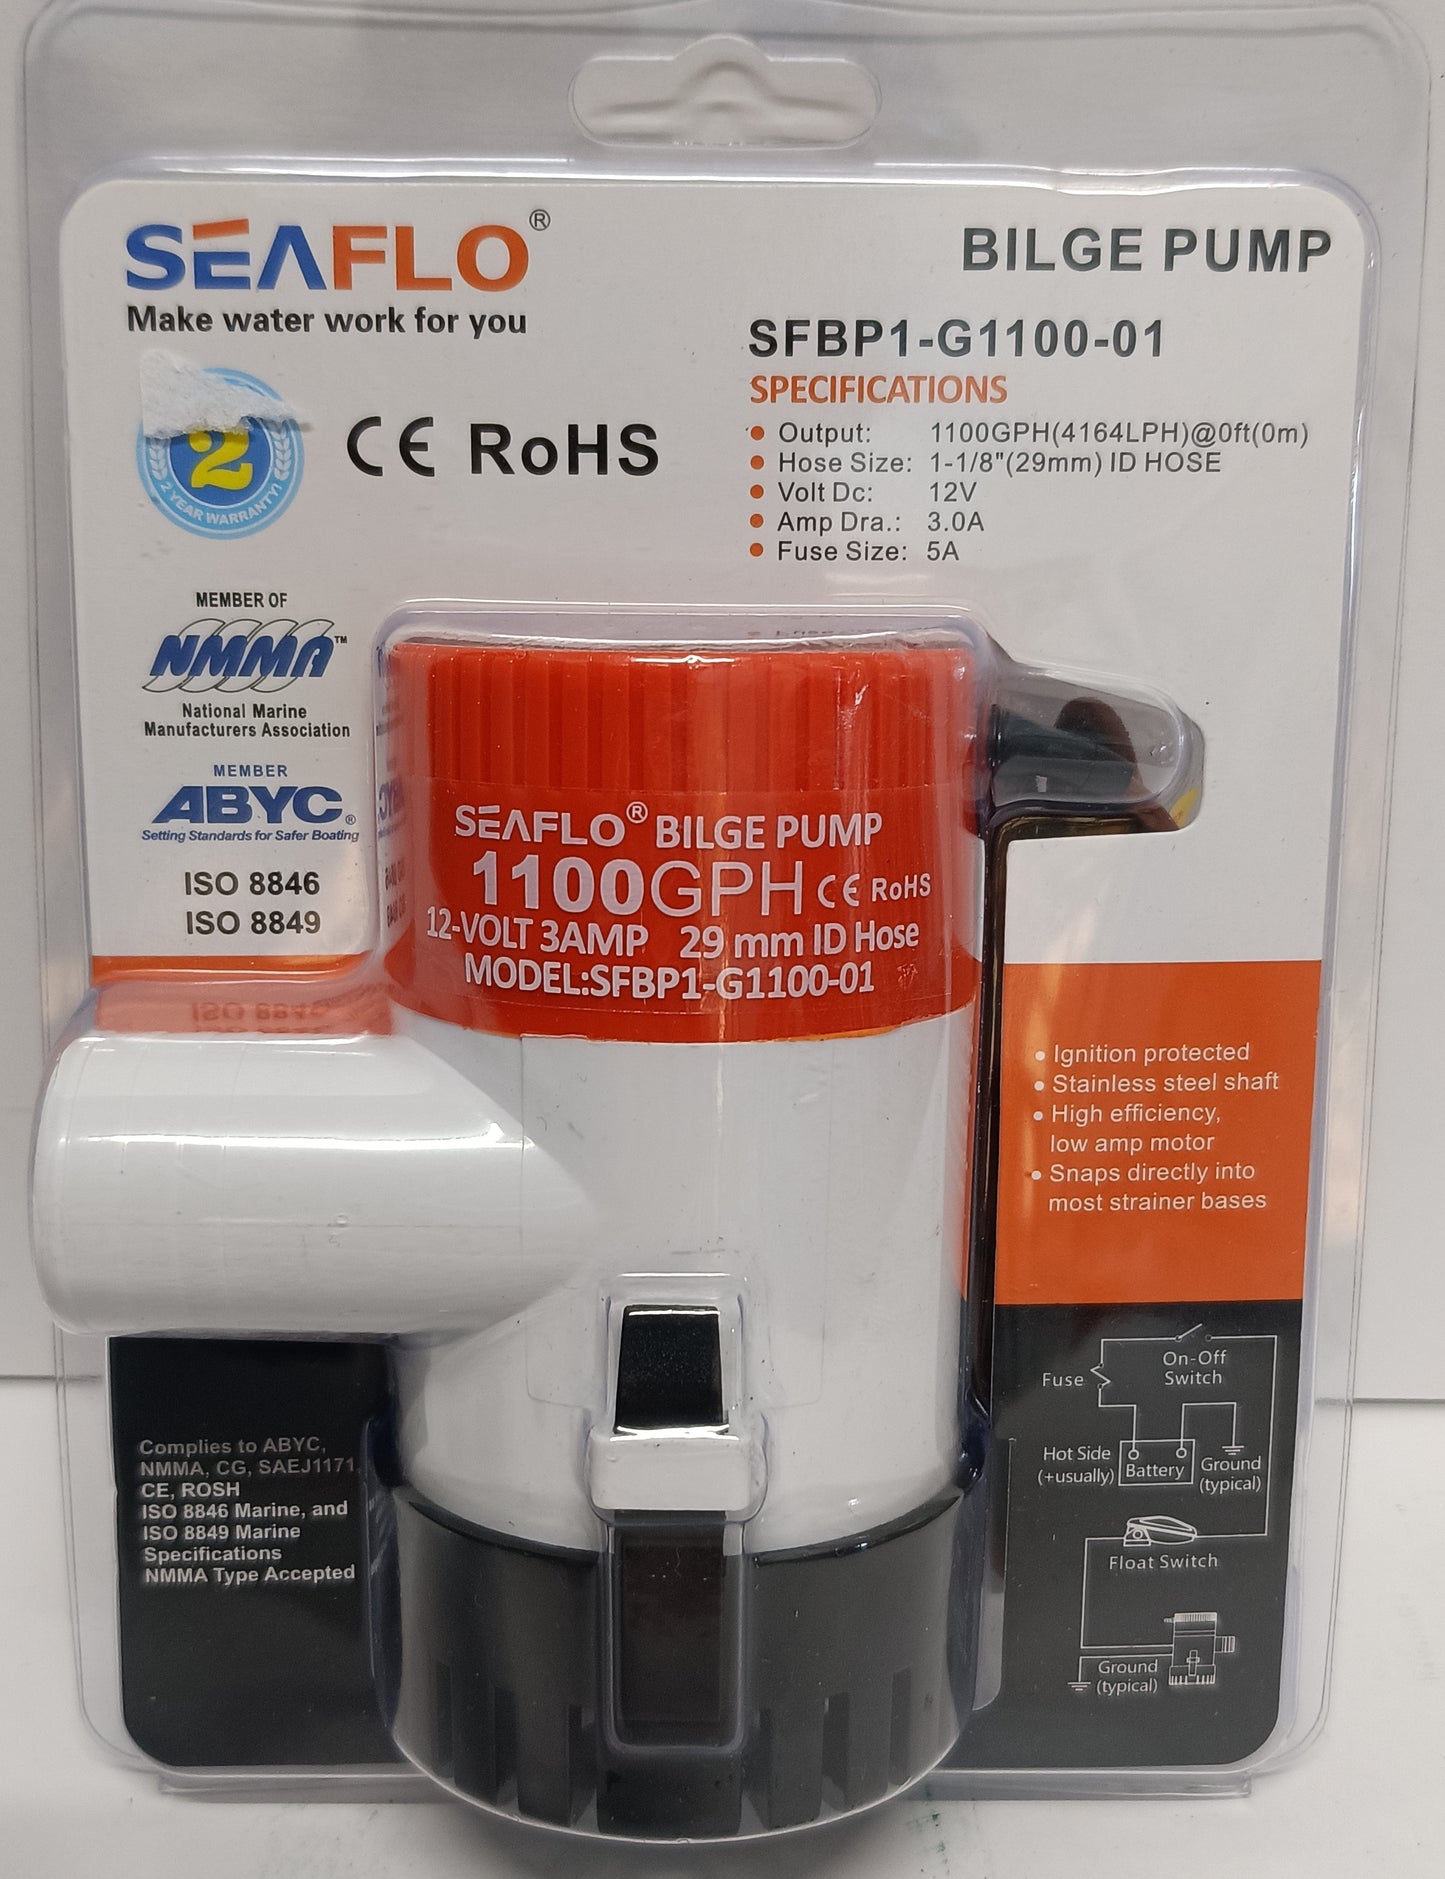 SEAFLO®
Make water work for you
BILGE PUMP
SFBP1-G1100-01
SPECIFICATIONS
• Output: 1100GPH(4164LPH)@0ft(0m)
• Hose Size: 1-1/8"(29mm) ID HOSE
• Volt Dc: 12V
• Amp Dra.: 3.0A
• Fuse Size: 5A
2
2 YEAR WARRANTY!
CE RoHS
MEMBER OF
NMMA™
National Marine
Manufacturers Association
MEMBER
ABYC®
Setting Standards for Safer Boating
ISO 8846
ISO 8849
SEAFLO® BILGE PUMP
1100GPH CE RoHS
12-VOLT 3AMP 29 mm ID Hose
MODEL:SFBP1-G1100-01
• Ignition protected
• Stainless steel shaft
• High efficiency,
low amp motor
• Snaps directly into
most strainer bases
Complies to ABYC,
NMMA, CG, SAEJ1171,
CE, ROSH
ISO 8846 Marine, and
ISO 8849 Marine
Specifications
NMMA Type Accepted
On-Off
Switch
Fuse
Hot Side
(+usually)
Battery
Ground
(typical)
Float Switch
Ground
(typical)